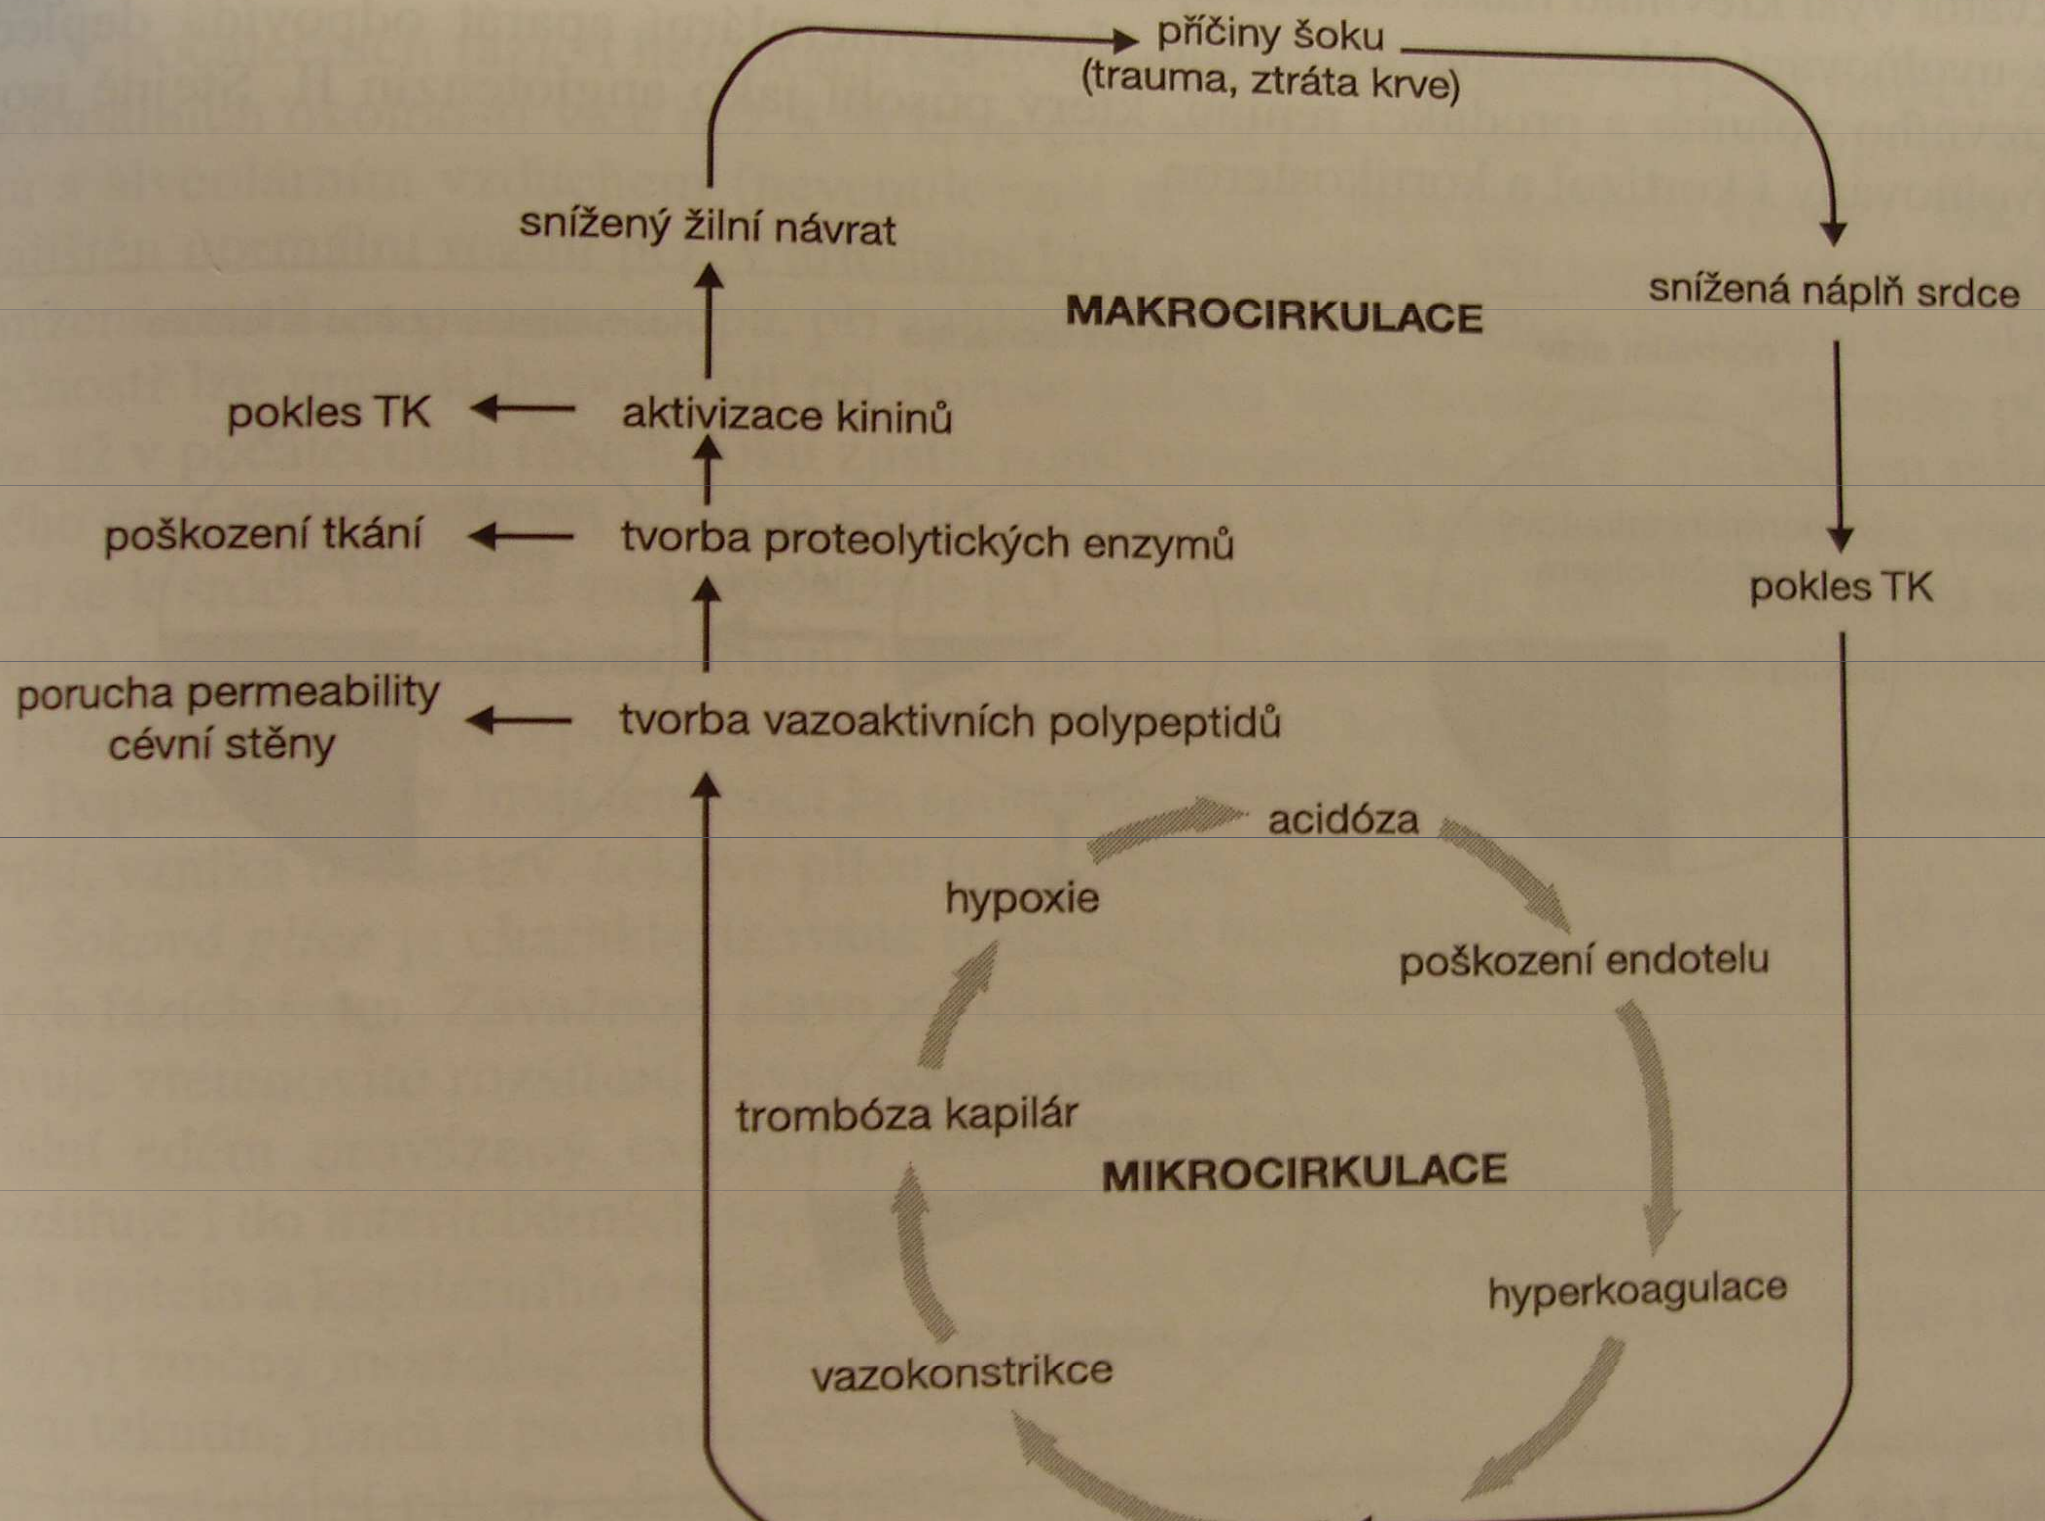 příčiny šoku
(trauma, ztráta krve)
snížený žilní návrat
snížená náplň srdce
MAKROCIRKULACE
pokles TK
aktivizace kininů
poškození tkání
tvorba proteolytických enzymů
pokles TK
porucha permeability
cévní stěny
tvorba vazoaktivních polypeptidů
acidóza
hypoxie
poškození endotelu
trombóza kapilár
MIKROCIRKULACE
hyperkoagulace
vazokonstrikce